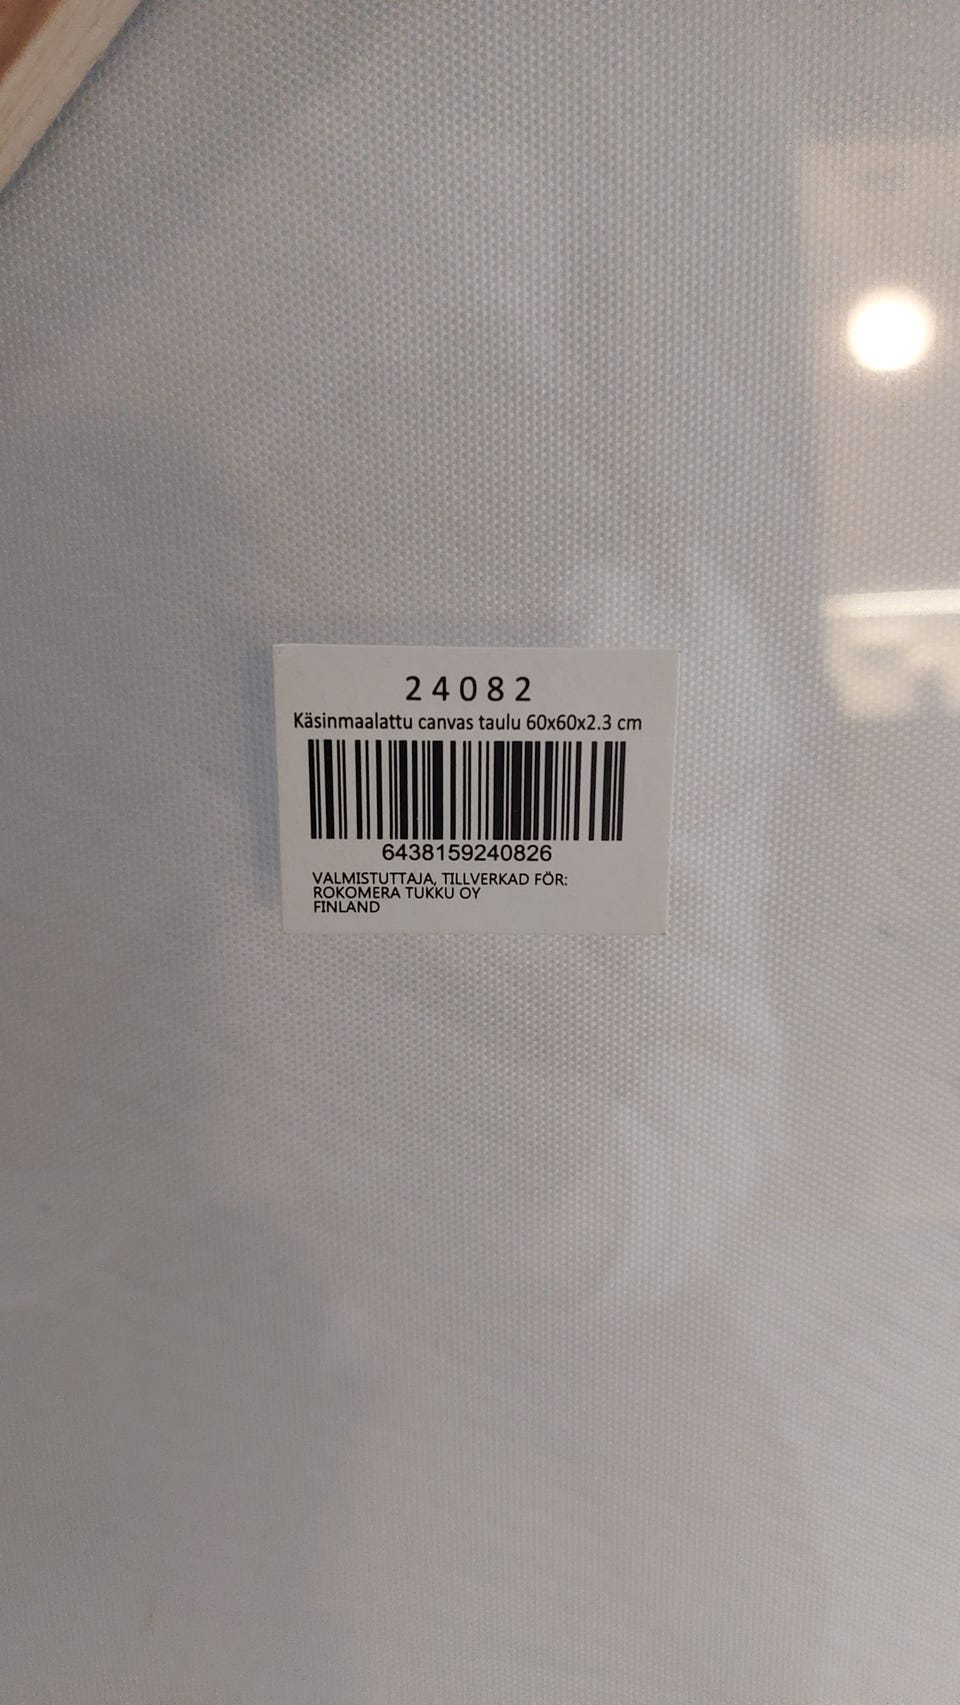 24082
Käsinmaalattu canvas taulu 60x60x2.3 cm
6438159240826
VALMISTUTTAJA, TILLVERKAD FÖR:
ROKOMERA TUKKU OY
FINLAND